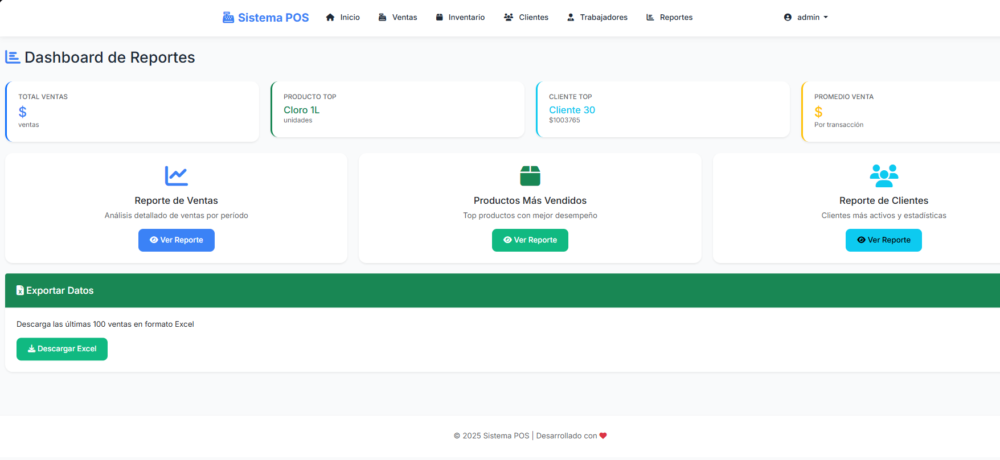 Sistema POS
Inicio
Ventas
Inventario
Clientes
Trabajadores
Reportes
admin
Dashboard de Reportes
TOTAL VENTAS
$
ventas
PRODUCTO TOP
Cloro 1L
unidades
CLIENTE TOP
Cliente 30
$1003765
PROMEDIO VENTA
$
Por transacción
Reporte de Ventas
Análisis detallado de ventas por período
Ver Reporte
Productos Más Vendidos
Top productos con mejor desempeño
Ver Reporte
Reporte de Clientes
Clientes más activos y estadísticas
Ver Reporte
Exportar Datos
Descarga las últimas 100 ventas en formato Excel
Descargar Excel
© 2025 Sistema POS | Desarrollado con ❤